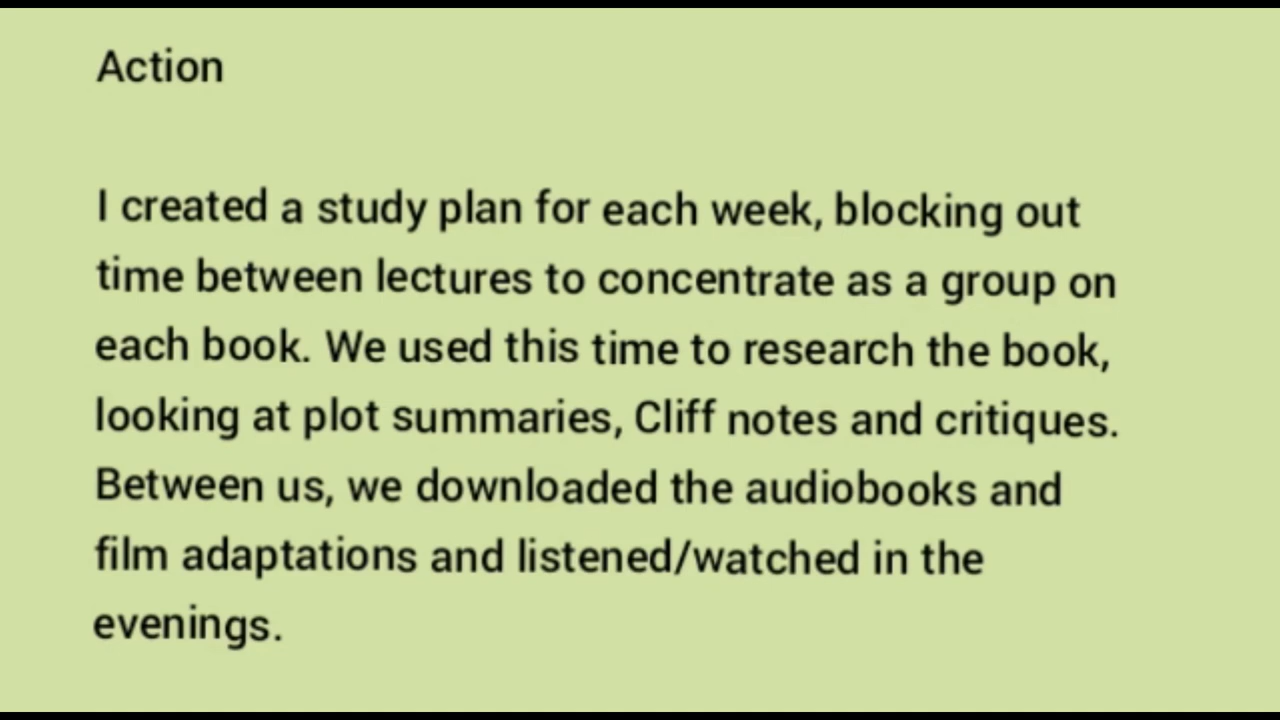 Action
I created a study plan for each week, blocking out
time between lectures to concentrate as a group on
each book. We used this time to research the book,
looking at plot summaries, Cliff notes and critiques.
Between us, we downloaded the audiobooks and
film adaptations and listened/watched in the
evenings.